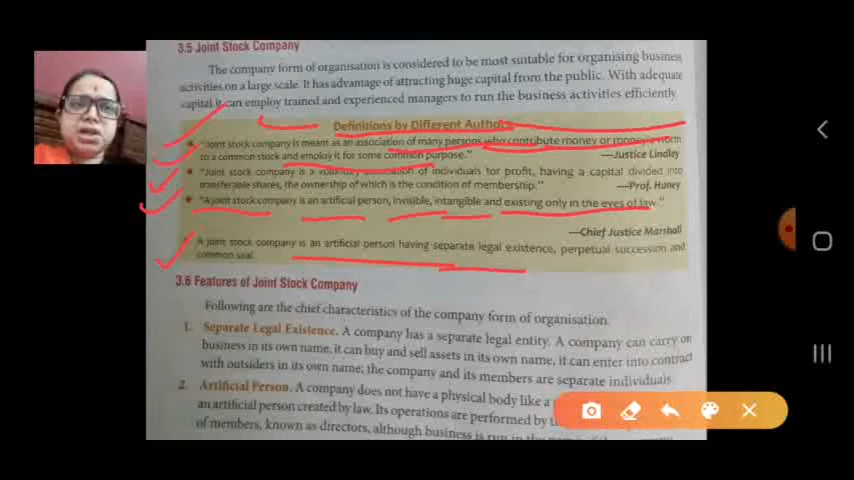 3.5 Joint Stock Company
The company form of organisation is considered to be most suitable for organising business
activities on a large scale. It has advantage of attracting huge capital from the public. With adequate
capital it can employ trained and experienced managers to run the business activities efficiently.
Definitions by Different Authors
"Joint stock company is meant as an association of many persons who contribute money or money's worth
to a common stock and employ it for some common purpose." —Justice Lindley
"Joint stock company is a voluntary association of individuals for profit, having a capital divided into
transferable shares, the ownership of which is the condition of membership." —Prof. Haney
"A joint stock company is an artificial person, invisible, intangible and existing only in the eyes of law."
—Chief Justice Marshall
A joint stock company is an artificial person having separate legal existence, perpetual succession and
common seal.
3.6 Features of Joint Stock Company
Following are the chief characteristics of the company form of organisation.
1. Separate Legal Existence. A company has a separate legal entity. A company can carry on
business in its own name, it can buy and sell assets in its own name, it can enter into contract
with outsiders in its own name; the company and its members are separate individuals.
2. Artificial Person. A company does not have a physical body like a
an artificial person created by law. Its operations are performed by
of members, known as directors, although business is run in the